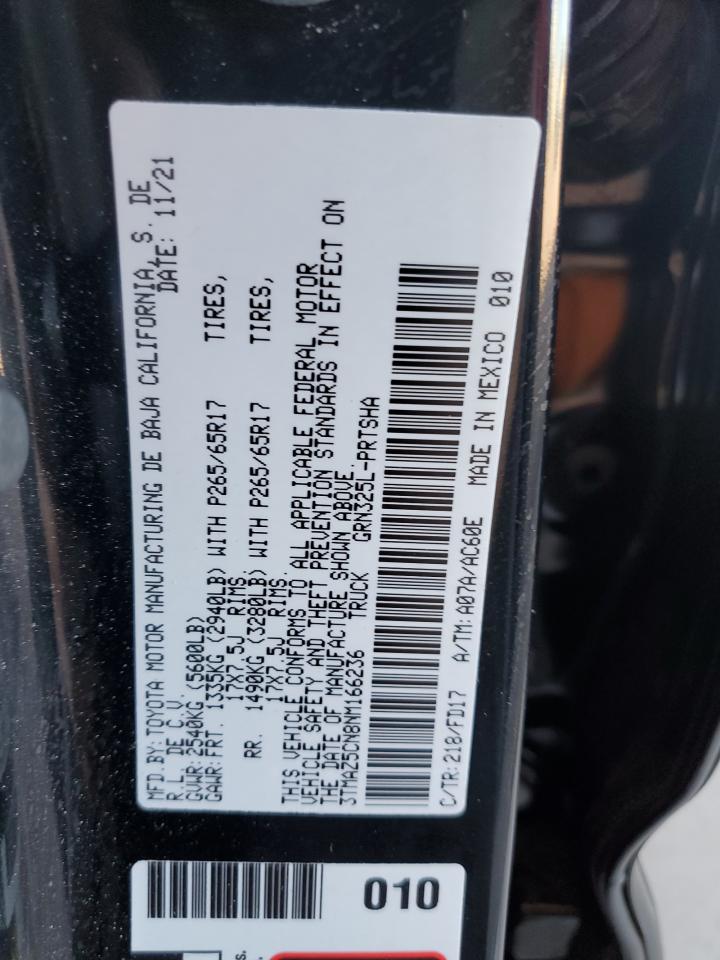 MFD.BY:TOYOTA MOTOR MANUFACTURING DE BAJA CALIFORNIA, S. DE
R.L. DE C.V. DATE: 11/21
GVWR: 2540KG (5600LB)
GAWR: FRT. 1335KG (2940LB) WITH P265/65R17 TIRES,
17X7.5J RIMS
RR. 1490KG (3280LB) WITH P265/65R17 TIRES,
17X7.5J RIMS
THIS VEHICLE CONFORMS TO ALL APPLICABLE FEDERAL MOTOR
VEHICLE SAFETY AND THEFT PREVENTION STANDARDS IN EFFECT ON
THE DATE OF MANUFACTURE SHOWN ABOVE.
3TMAZ5CN8NM166236 TRUCK GRN325L-PRTSHA
C/TR:218/FD17 A/TM:A07A/AC60E MADE IN MEXICO 010
010